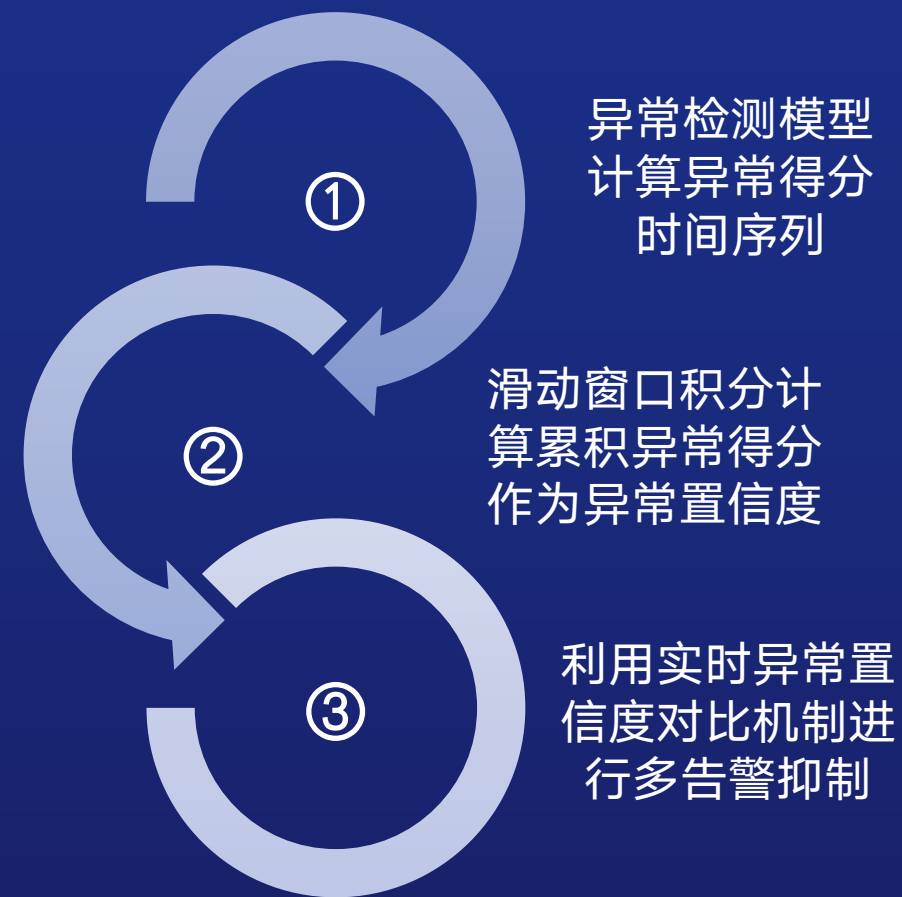 ①
异常检测模型
计算异常得分
时间序列
②
滑动窗口积分计
算累积异常得分
作为异常置信度
③
利用实时异常置
信度对比机制进
行多告警抑制